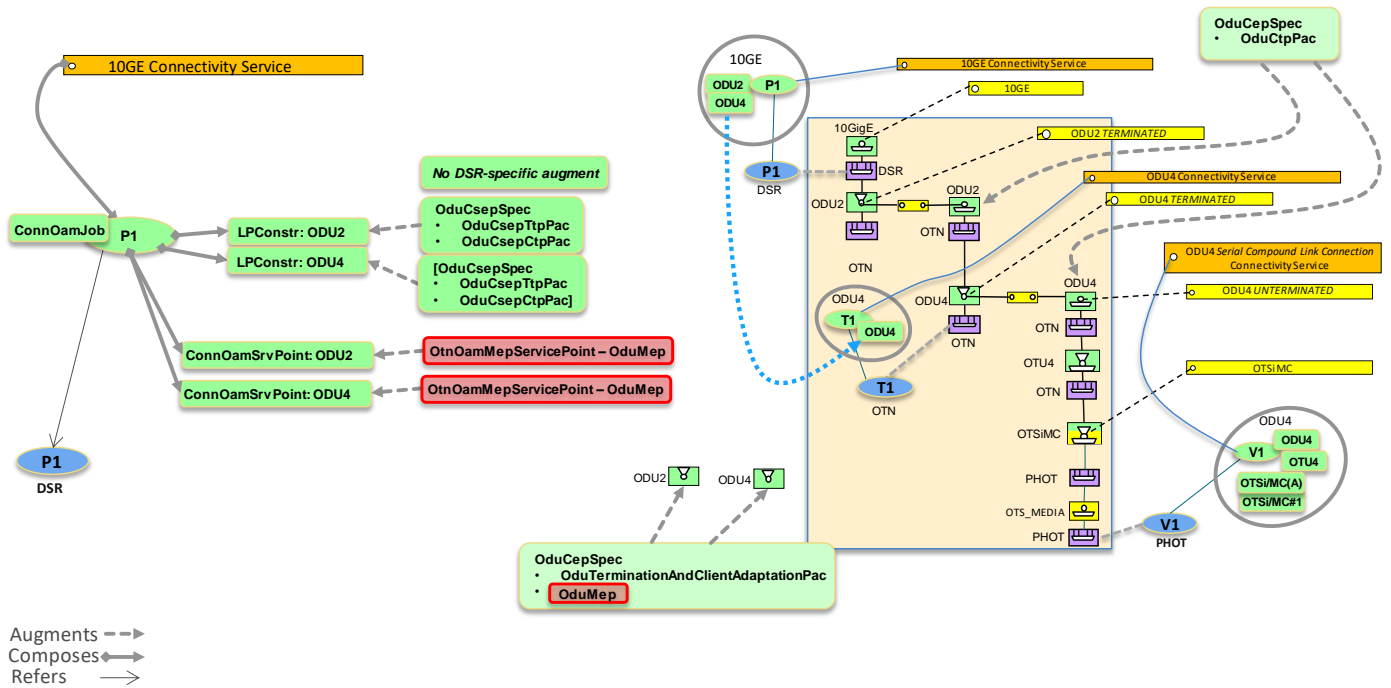 10GE Connectivity Service
No DSR-specific augment
ConnOamJob
P1
LPConstr: ODU2
LPConstr: ODU4
OduCsepSpec
• OduCsepTtpPac
• OduCsepCtpPac
[OduCsepSpec
• OduCsepTtpPac
• OduCsepCtpPac]
ConnOamSrvPoint: ODU2
OtnOamMepServicePoint – OduMep
ConnOamSrvPoint: ODU4
OtnOamMepServicePoint – OduMep
P1
DSR
ODU2
ODU4
OduCepSpec
• OduTerminationAndClientAdaptationPac
• OduMep
Augments
Composes
Refers
10GE
ODU2
P1
ODU4
P1
DSR
10GE Connectivity Service
10GE
OduCepSpec
• OduCtpPac
10GigE
DSR
ODU2
ODU2
OTN
OTN
ODU2 TERMINATED
ODU4 Connectivity Service
ODU4 TERMINATED
ODU4
T1
ODU4
T1
OTN
ODU4
OTN
ODU4
OTN
OTU4
OTN
OTSiMC
PHOT
OTS_MEDIA
PHOT
ODU4 Serial Compound Link Connection
Connectivity Service
ODU4 UNTERMINATED
OTSiMC
ODU4
V1
ODU4
OTU4
OTSi/MC(A)
OTSi/MC#1
V1
PHOT